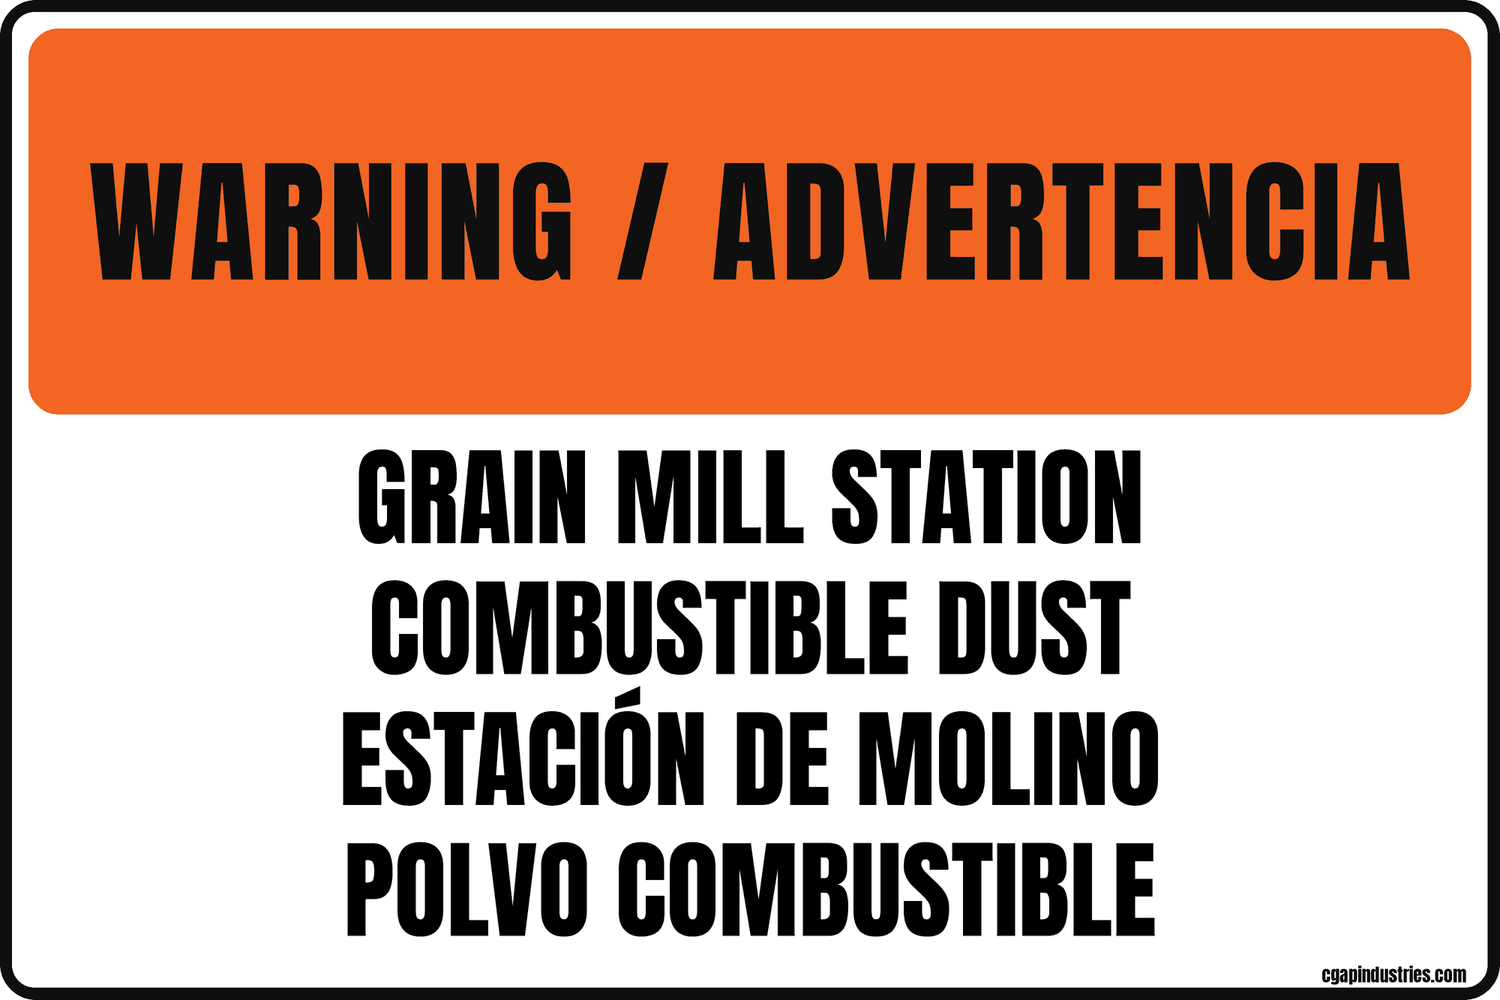 WARNING / ADVERTENCIA
GRAIN MILL STATION
COMBUSTIBLE DUST
ESTACIÓN DE MOLINO
POLVO COMBUSTIBLE
cgapindustries.com